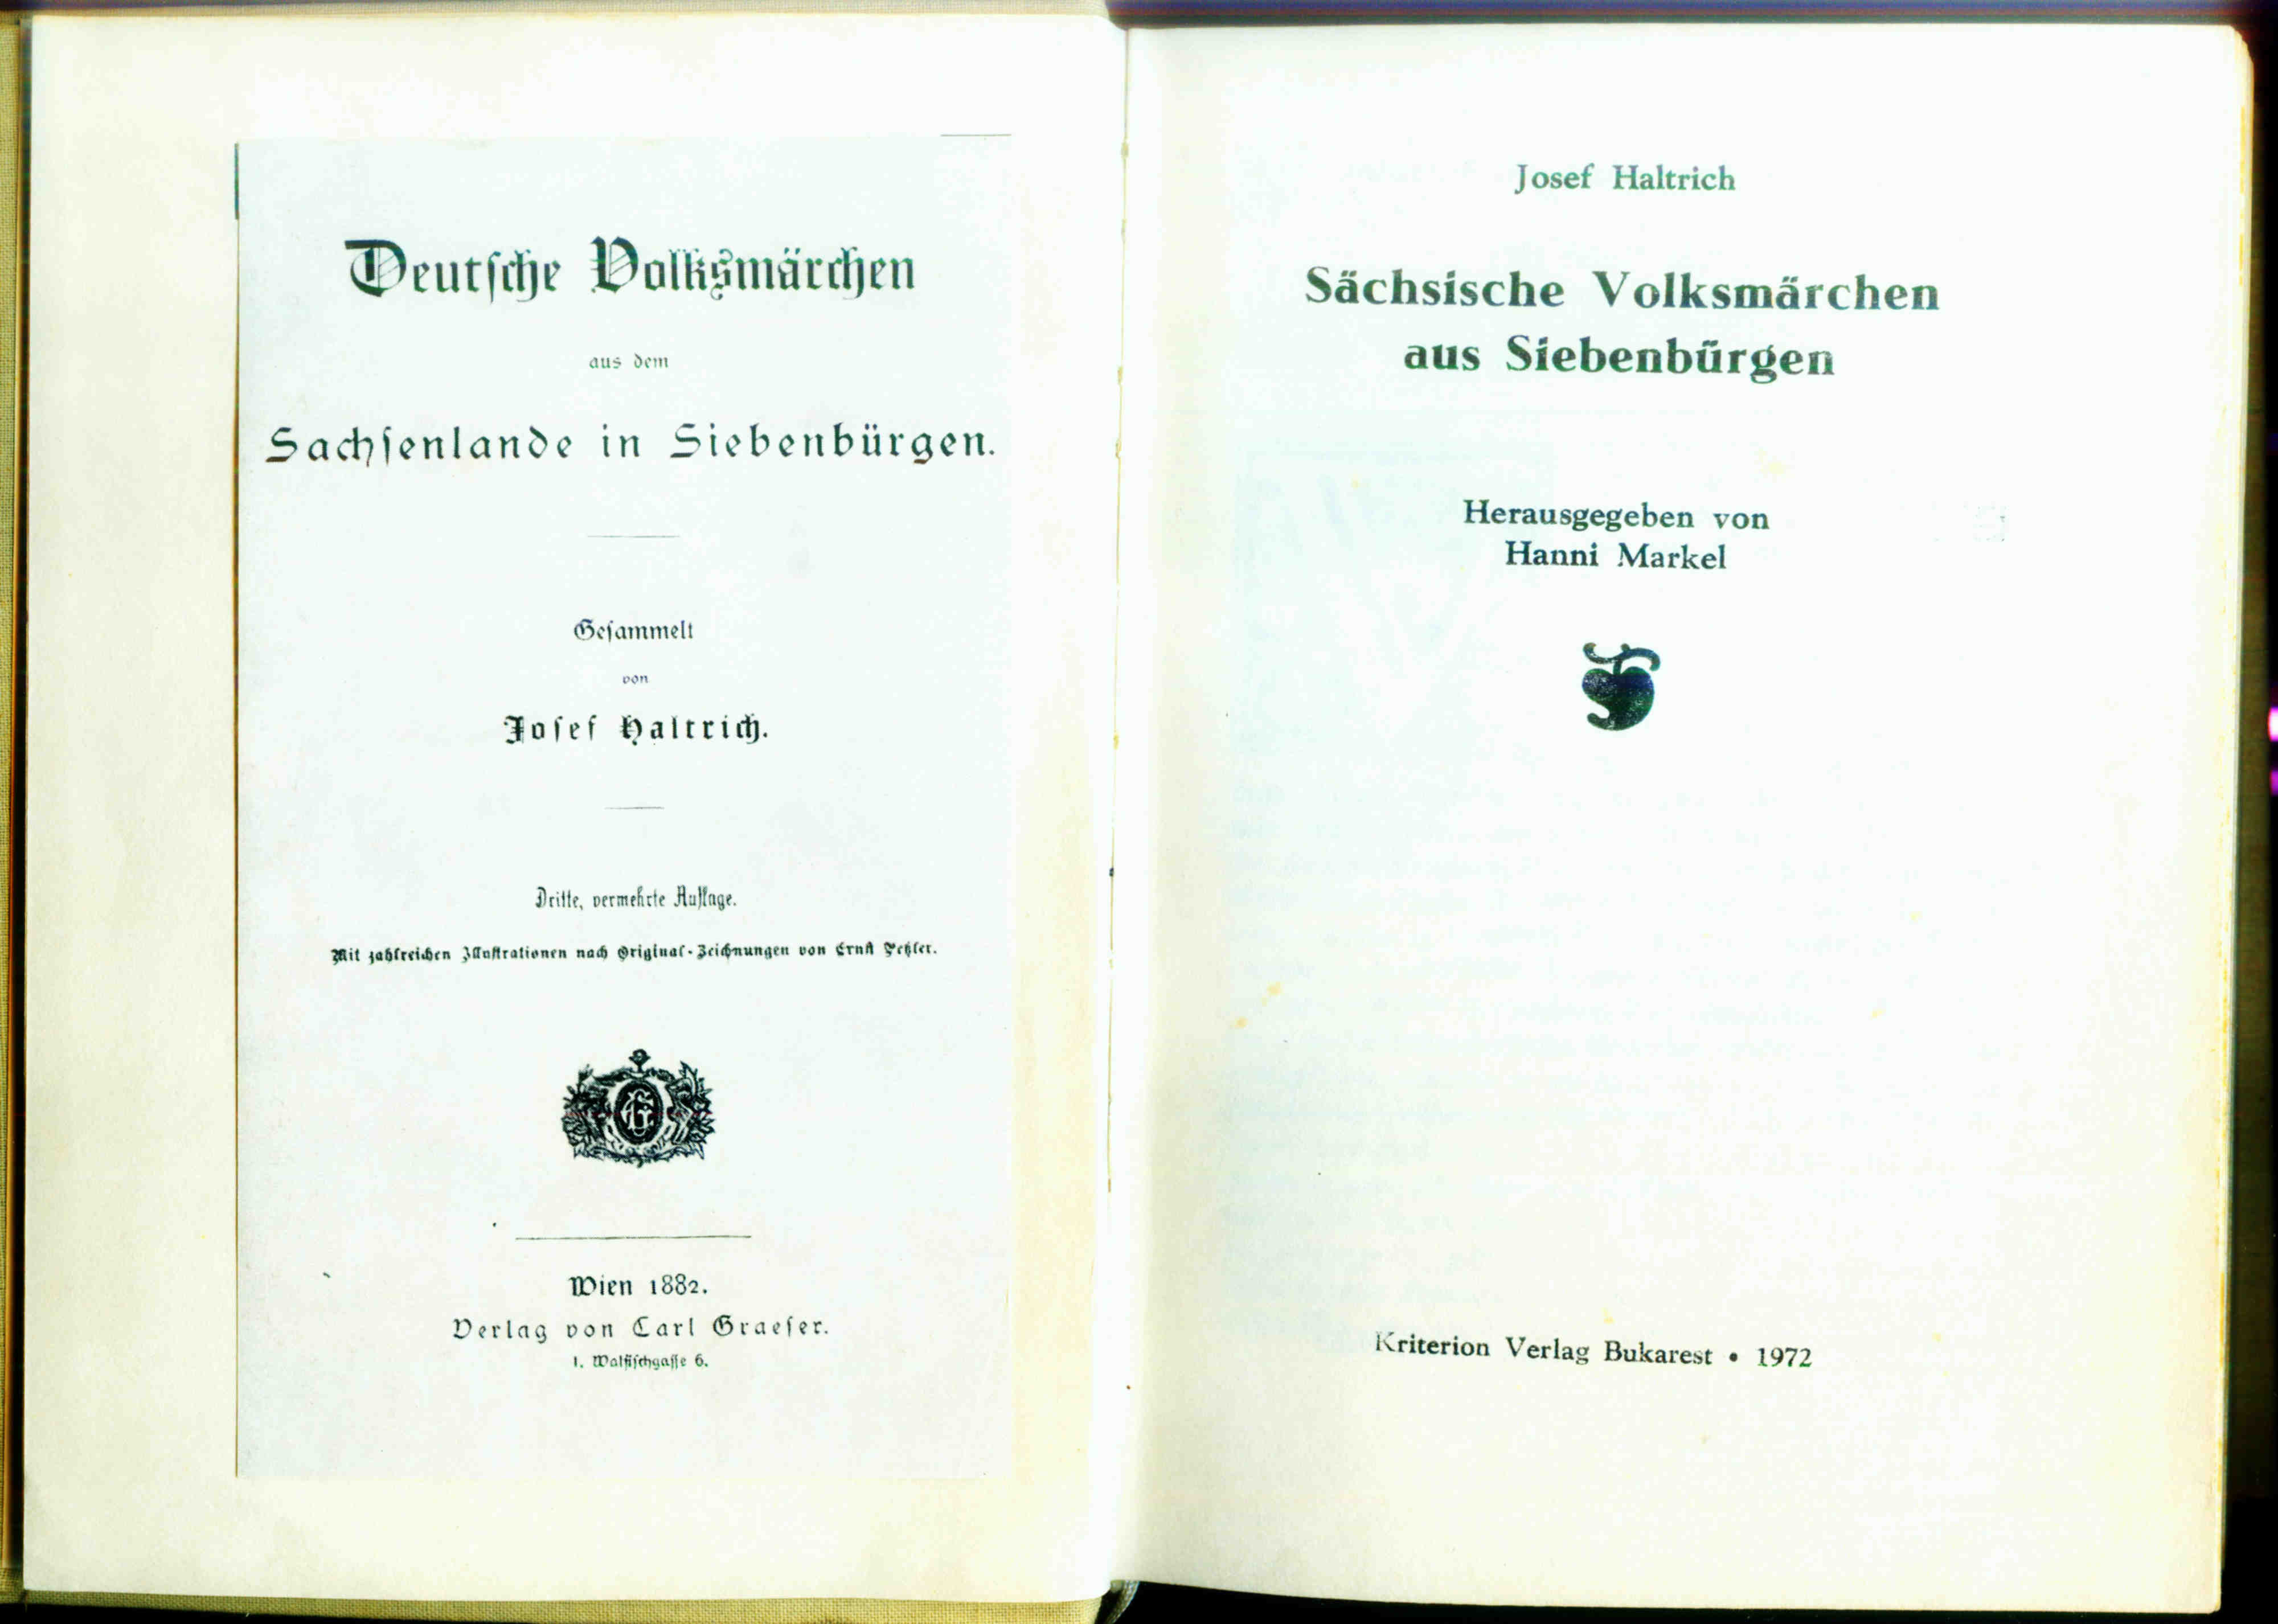 Deutsche Volksmärchen
aus dem
Sachsenlande in Siebenbürgen.
Gesammelt
von
Josef Haltrich.
Dritte, vermehrte Auflage.
Mit zahlreichen Illustrationen nach Original-Zeichnungen von Ernst Peßler.
Wien 1882.
Verlag von Carl Graeser.
I. Walfischgasse 6.
Josef Haltrich
Sächsische Volksmärchen
aus Siebenbürgen
Herausgegeben von
Hanni Markel
Kriterion Verlag Bukarest • 1972